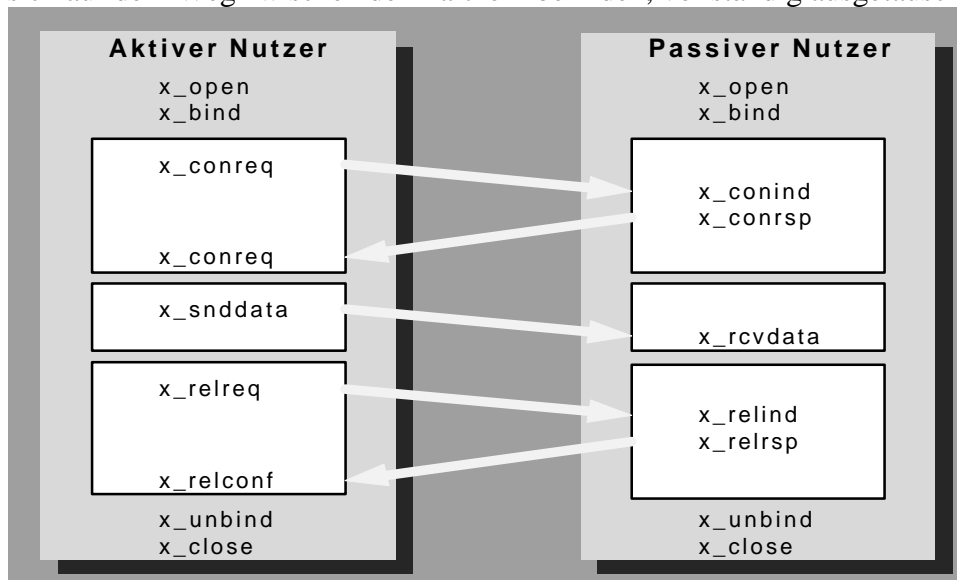 Aktiver Nutzer
x_open
x_bind
x_conreq
x_conreq
x_snddata
x_relreq
x_relconf
x_unbind
x_close
Passiver Nutzer
x_open
x_bind
x_conind
x_conrsp
x_rcvdata
x_relind
x_relrsp
x_unbind
x_close